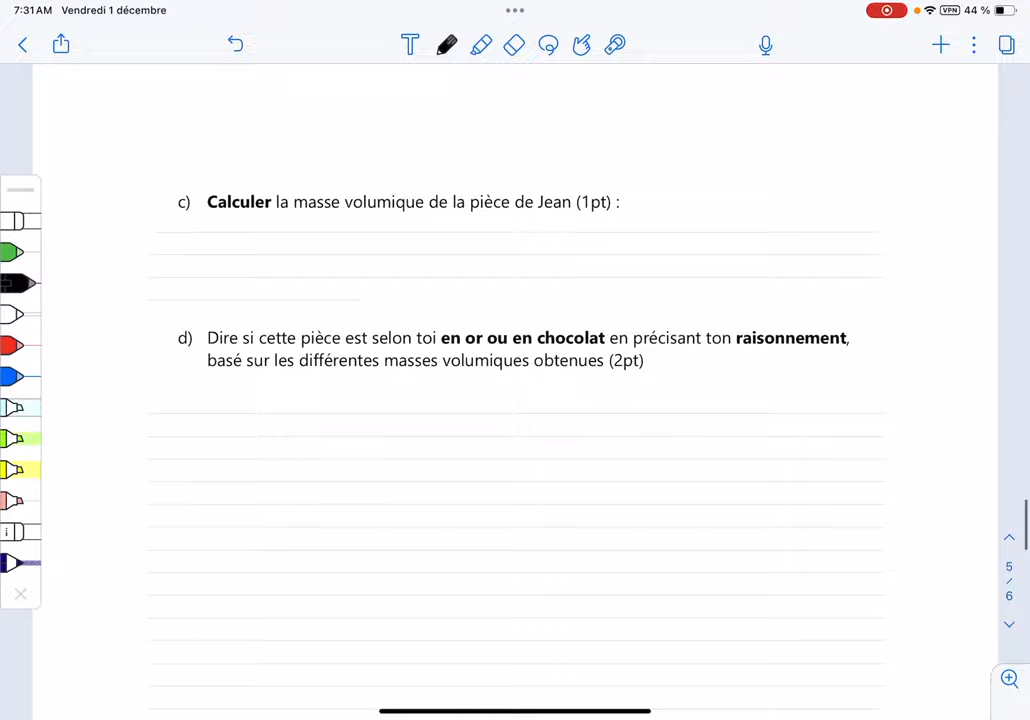 7:31 AM Vendredi 1 décembre
VPN 44 %
c) Calculer la masse volumique de la pièce de Jean (1pt) :
d) Dire si cette pièce est selon toi en or ou en chocolat en précisant ton raisonnement,
basé sur les différentes masses volumiques obtenues (2pt)
5
/
6